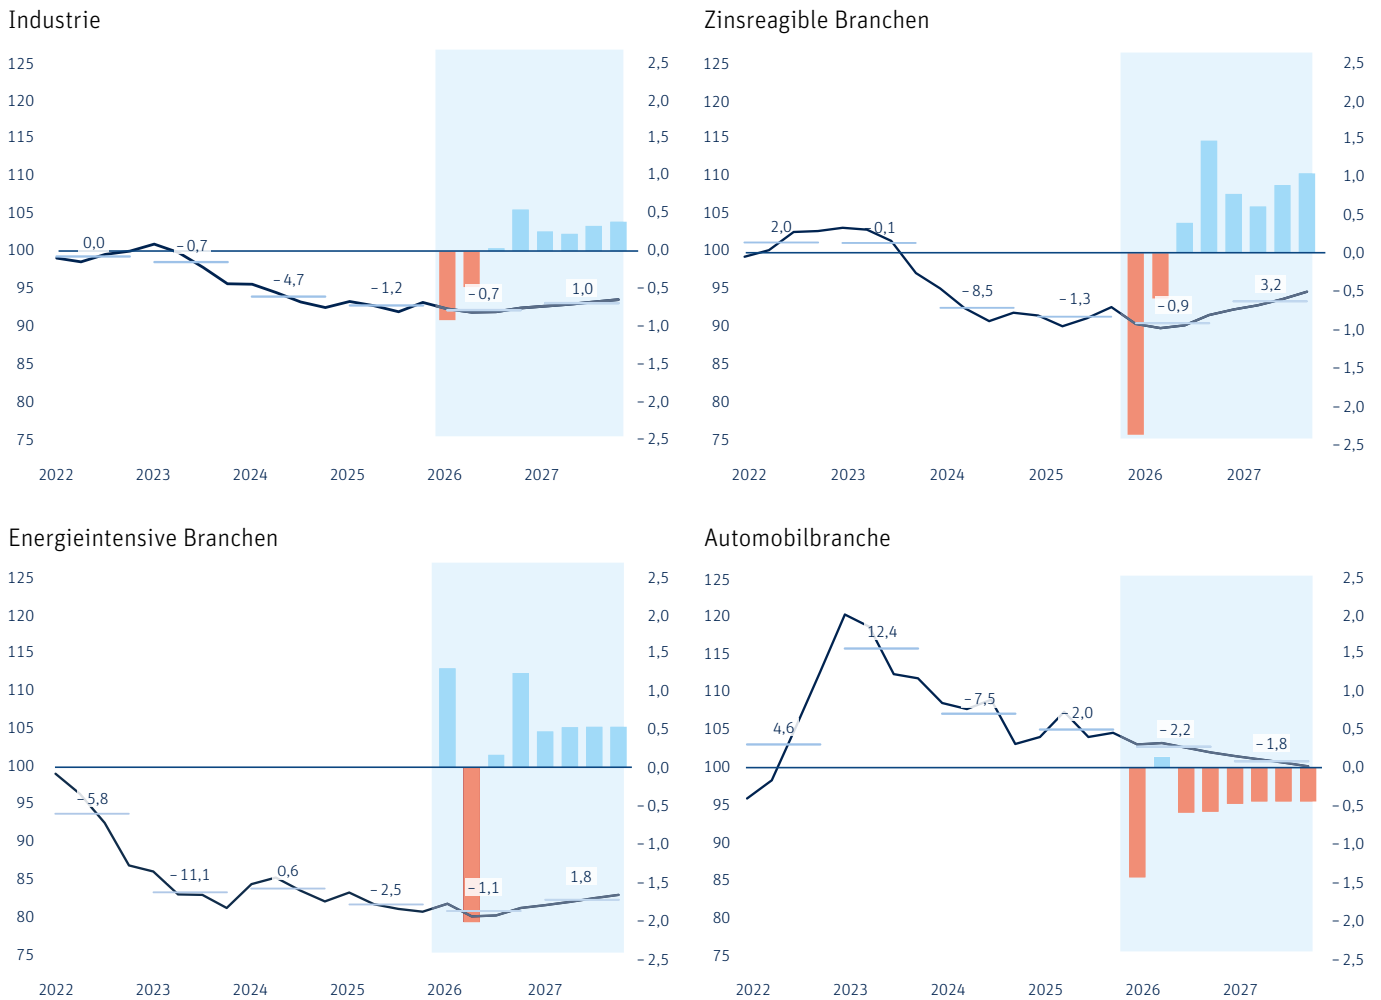 Industrie
125 2,5
120 2,0
115 1,5
110 1,0
105 0,5
100 0,0 −0,7 0,0
95 −4,7 −1,2 −0,7 1,0 −0,5
90 −1,0
85 −1,5
80 −2,0
75 −2,5
2022 2023 2024 2025 2026 2027
Zinsreagible Branchen
125 2,5
120 2,0
115 1,5
110 1,0
105 0,5
100 2,0 −0,1 0,0
95 −8,5 −1,3 −0,9 3,2 −0,5
90 −1,0
85 −1,5
80 −2,0
75 −2,5
2022 2023 2024 2025 2026 2027
Energieintensive Branchen
125 2,5
120 2,0
115 1,5
110 1,0
105 0,5
100 0,0
95 −5,8 −0,5
90 −1,0
85 −11,1 0,6 −2,5 −1,1 1,8 −1,5
80 −2,0
75 −2,5
2022 2023 2024 2025 2026 2027
Automobilbranche
125 2,5
120 2,0
115 12,4 1,5
110 −7,5 1,0
105 4,6 −2,0 −2,2 −1,8 0,5
100 0,0
95 −0,5
90 −1,0
85 −1,5
80 −2,0
75 −2,5
2022 2023 2024 2025 2026 2027